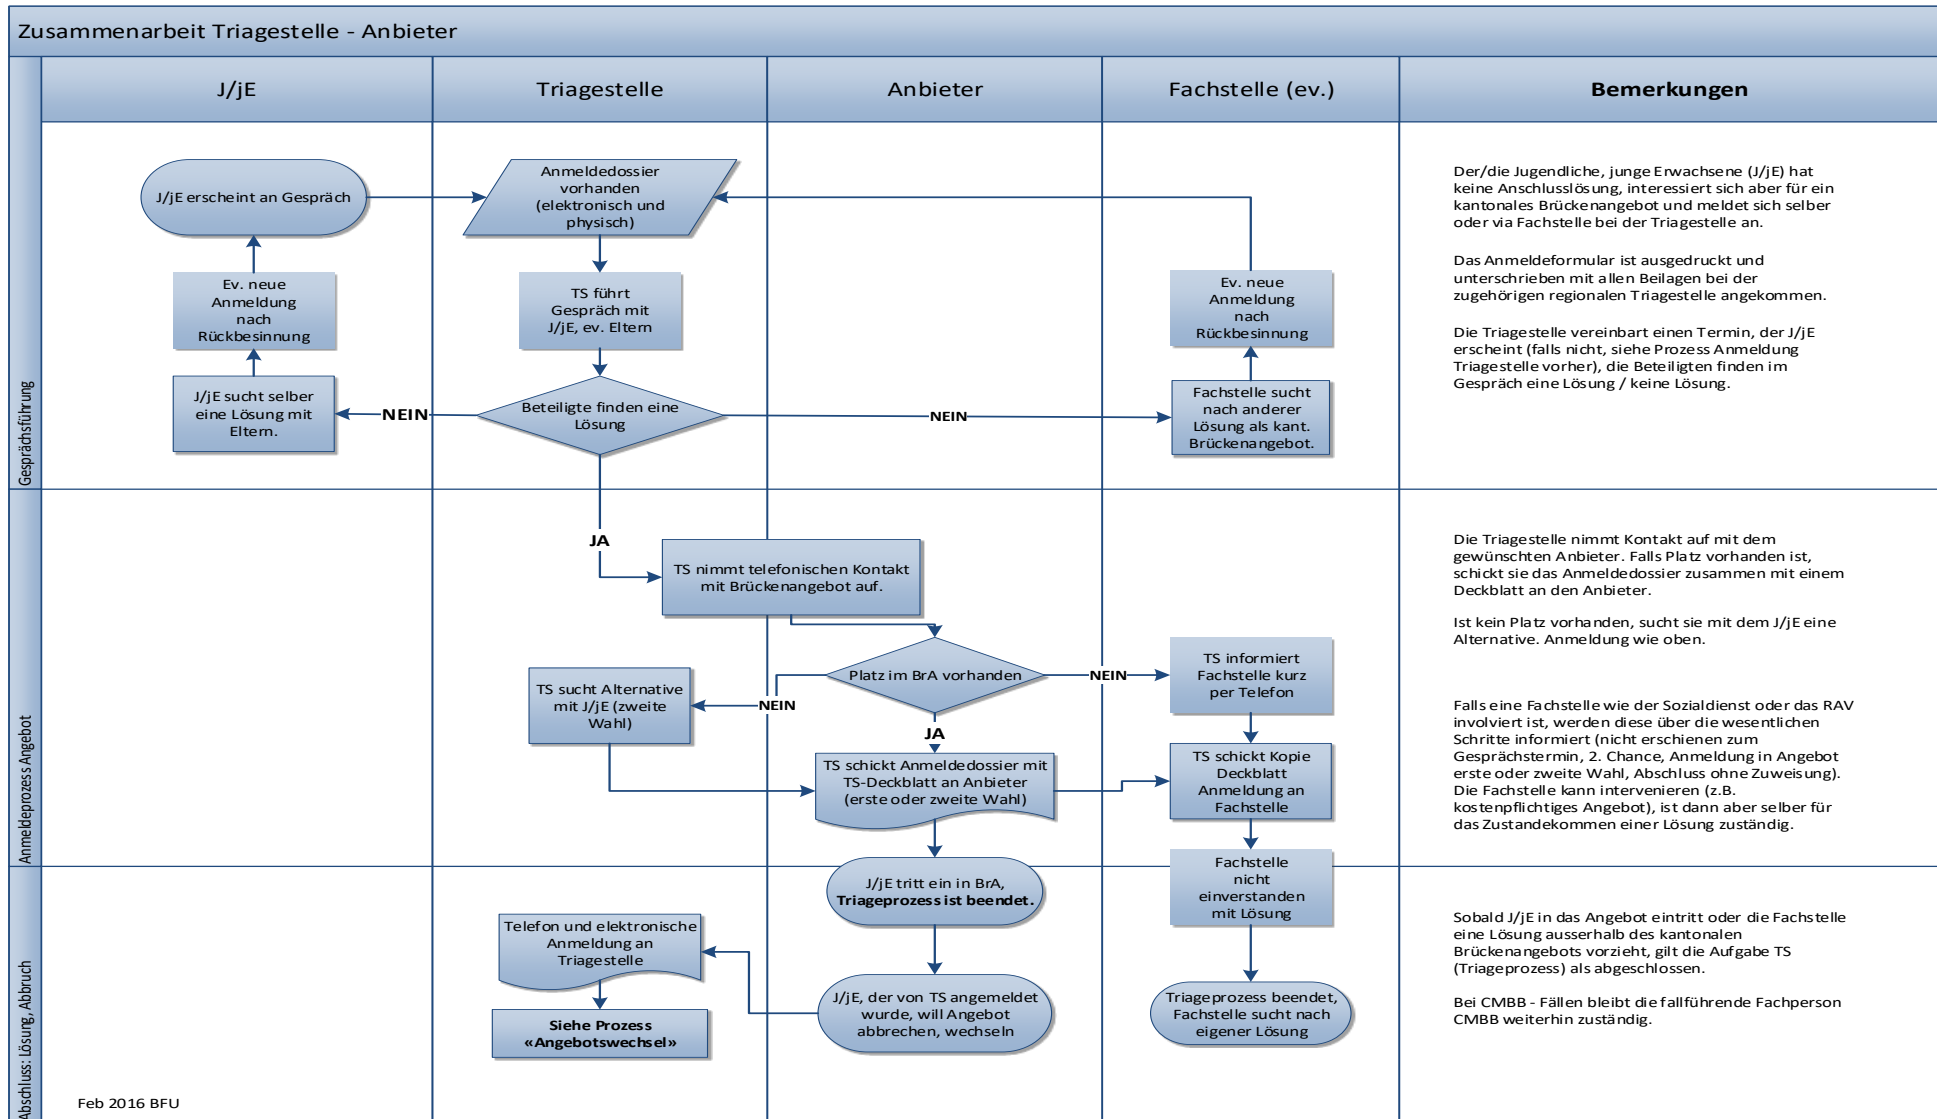 Zusammenarbeit Triagestelle - Anbieter
J/jE
Triagestelle
Anbieter
Fachstelle (ev.)
Bemerkungen
Gesprächsführung
J/jE erscheint an Gespräch
Anmeldedossier
vorhanden
(elektronisch und
physisch)
Ev. neue
Anmeldung
nach
Rückbesinnung
TS führt
Gespräch mit
J/jE, ev. Eltern
Ev. neue
Anmeldung
nach
Rückbesinnung
J/jE sucht selber
eine Lösung mit
Eltern.
NEIN
Beteiligte finden eine
Lösung
NEIN
Fachstelle sucht
nach anderer
Lösung als kant.
Brückenangebot.
Der/die Jugendliche, junge Erwachsene (J/jE) hat
keine Anschlusslösung, interessiert sich aber für ein
kantonales Brückenangebot und meldet sich selber
oder via Fachstelle bei der Triagestelle an.
Das Anmeldeformular ist ausgedruckt und
unterschrieben mit allen Beilagen bei der
zugehörigen regionalen Triagestelle angekommen.
Die Triagestelle vereinbart einen Termin, der J/jE
erscheint (falls nicht, siehe Prozess Anmeldung
Triagestelle vorher), die Beteiligten finden im
Gespräch eine Lösung / keine Lösung.
Anmeldeprozess Angebot
JA
TS nimmt telefonischen Kontakt
mit Brückenangebot auf.
Platz im BrA vorhanden
NEIN
NEIN
JA
TS sucht Alternative
mit J/jE (zweite
Wahl)
TS informiert
Fachstelle kurz
per Telefon
TS schickt Anmeldedossier mit
TS-Deckblatt an Anbieter
(erste oder zweite Wahl)
TS schickt Kopie
Deckblatt
Anmeldung an
Fachstelle
Die Triagestelle nimmt Kontakt auf mit dem
gewünschten Anbieter. Falls Platz vorhanden ist,
schickt sie das Anmeldedossier zusammen mit einem
Deckblatt an den Anbieter.
Ist kein Platz vorhanden, sucht sie mit dem J/jE eine
Alternative. Anmeldung wie oben.
Falls eine Fachstelle wie der Sozialdienst oder das RAV
involviert ist, werden diese über die wesentlichen
Schritte informiert (nicht erschienen zum
Gesprächstermin, 2. Chance, Anmeldung in Angebot
erste oder zweite Wahl, Abschluss ohne Zuweisung).
Die Fachstelle kann intervenieren (z.B.
kostenpflichtiges Angebot), ist dann aber selber für
das Zustandekommen einer Lösung zuständig.
Abschluss: Lösung, Abbruch
J/jE tritt ein in BrA,
Triageprozess ist beendet.
Fachstelle
nicht
einverstanden
mit Lösung
Telefon und elektronische
Anmeldung an
Triagestelle
J/jE, der von TS angemeldet
wurde, will Angebot
abbrechen, wechseln
Triageprozess beendet,
Fachstelle sucht nach
eigener Lösung
Siehe Prozess
«Angebotswechsel»
Sobald J/jE in das Angebot eintritt oder die Fachstelle
eine Lösung ausserhalb des kantonalen
Brückenangebots vorzieht, gilt die Aufgabe TS
(Triageprozess) als abgeschlossen.
Bei CMBB - Fällen bleibt die fallführende Fachperson
CMBB weiterhin zuständig.
Feb 2016 BFU